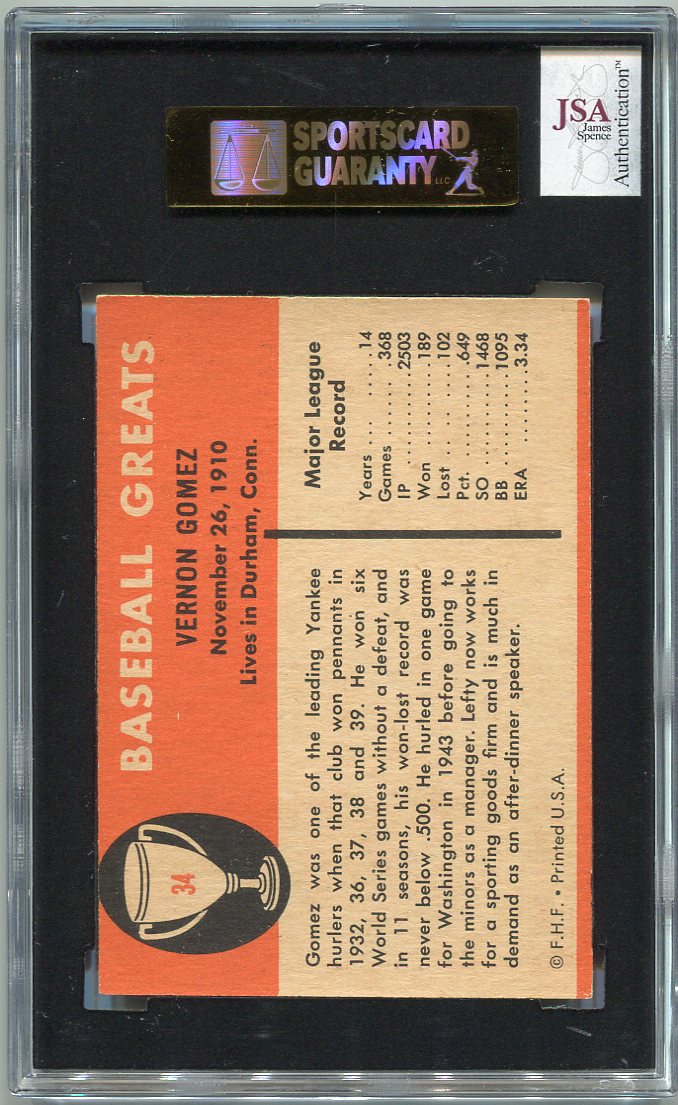 SPORTSCARD
GUARANTY LLC
JSA
James
Spence
Authentication™
34
BASEBALL GREATS
VERNON GOMEZ
November 26, 1910
Lives in Durham, Conn.
Gomez was one of the leading Yankee
hurlers when that club won pennants in
1932, 36, 37, 38 and 39. He won six
World Series games without a defeat, and
in 11 seasons, his won-lost record was
never below .500. He hurled in one game
for Washington in 1943 before going to
the minors as a manager. Lefty now works
for a sporting goods firm and is much in
demand as an after-dinner speaker.
Major League
Record
Years . . . . . . . . .14
Games . . . . . . .368
IP . . . . . . . . . .2503
Won . . . . . . . . 189
Lost . . . . . . . . . 102
Pct. . . . . . . . . .649
SO . . . . . . . . . 1468
BB . . . . . . . . . 1095
ERA . . . . . . . . . 3.34
© F.H.F. • Printed U.S.A.